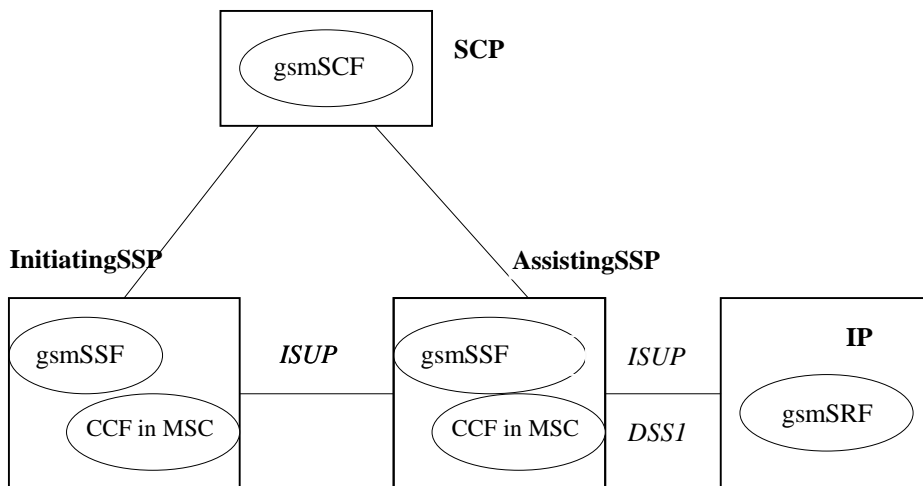 SCP
gsmSCF
InitiatingSSP
AssistingSSP
gsmSSF
CCF in MSC
ISUP
gsmSSF
CCF in MSC
ISUP
DSS1
IP
gsmSRF